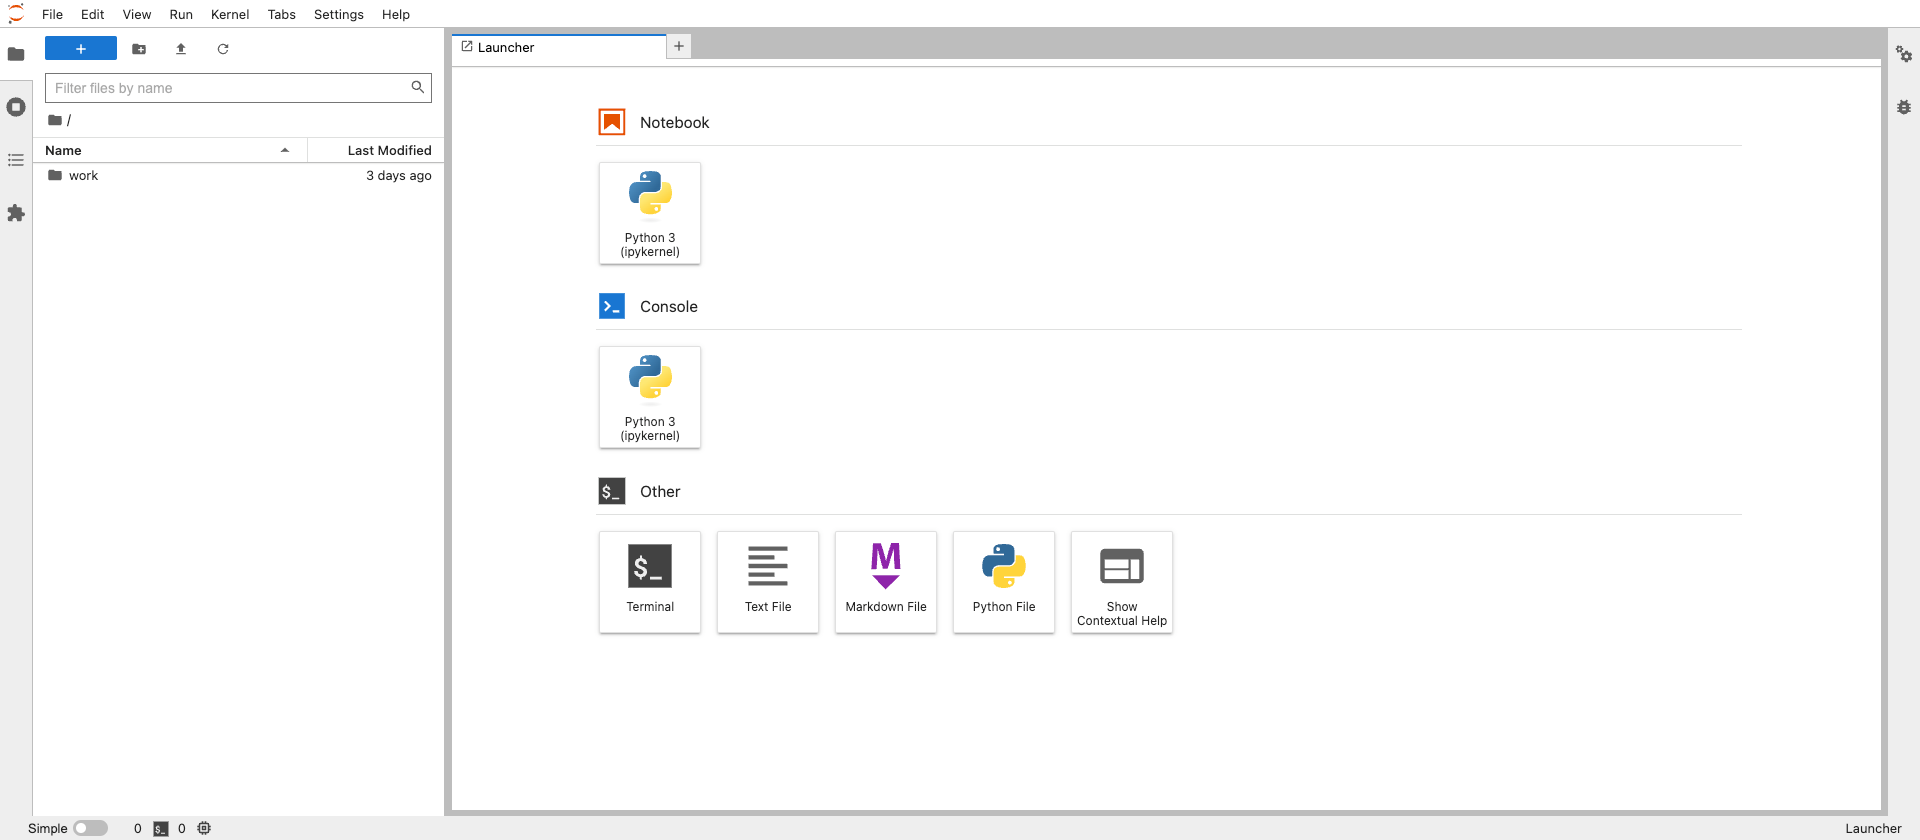 File Edit View Run Kernel Tabs Settings Help
+
Filter files by name
/
Name Last Modified
work 3 days ago
Launcher +
Notebook
Python 3
(ipykernel)
>_ Console
Python 3
(ipykernel)
$_ Other
$_
Terminal
Text File
M
Markdown File
Python File
Show
Contextual Help
Simple 0 $_ 0 Launcher